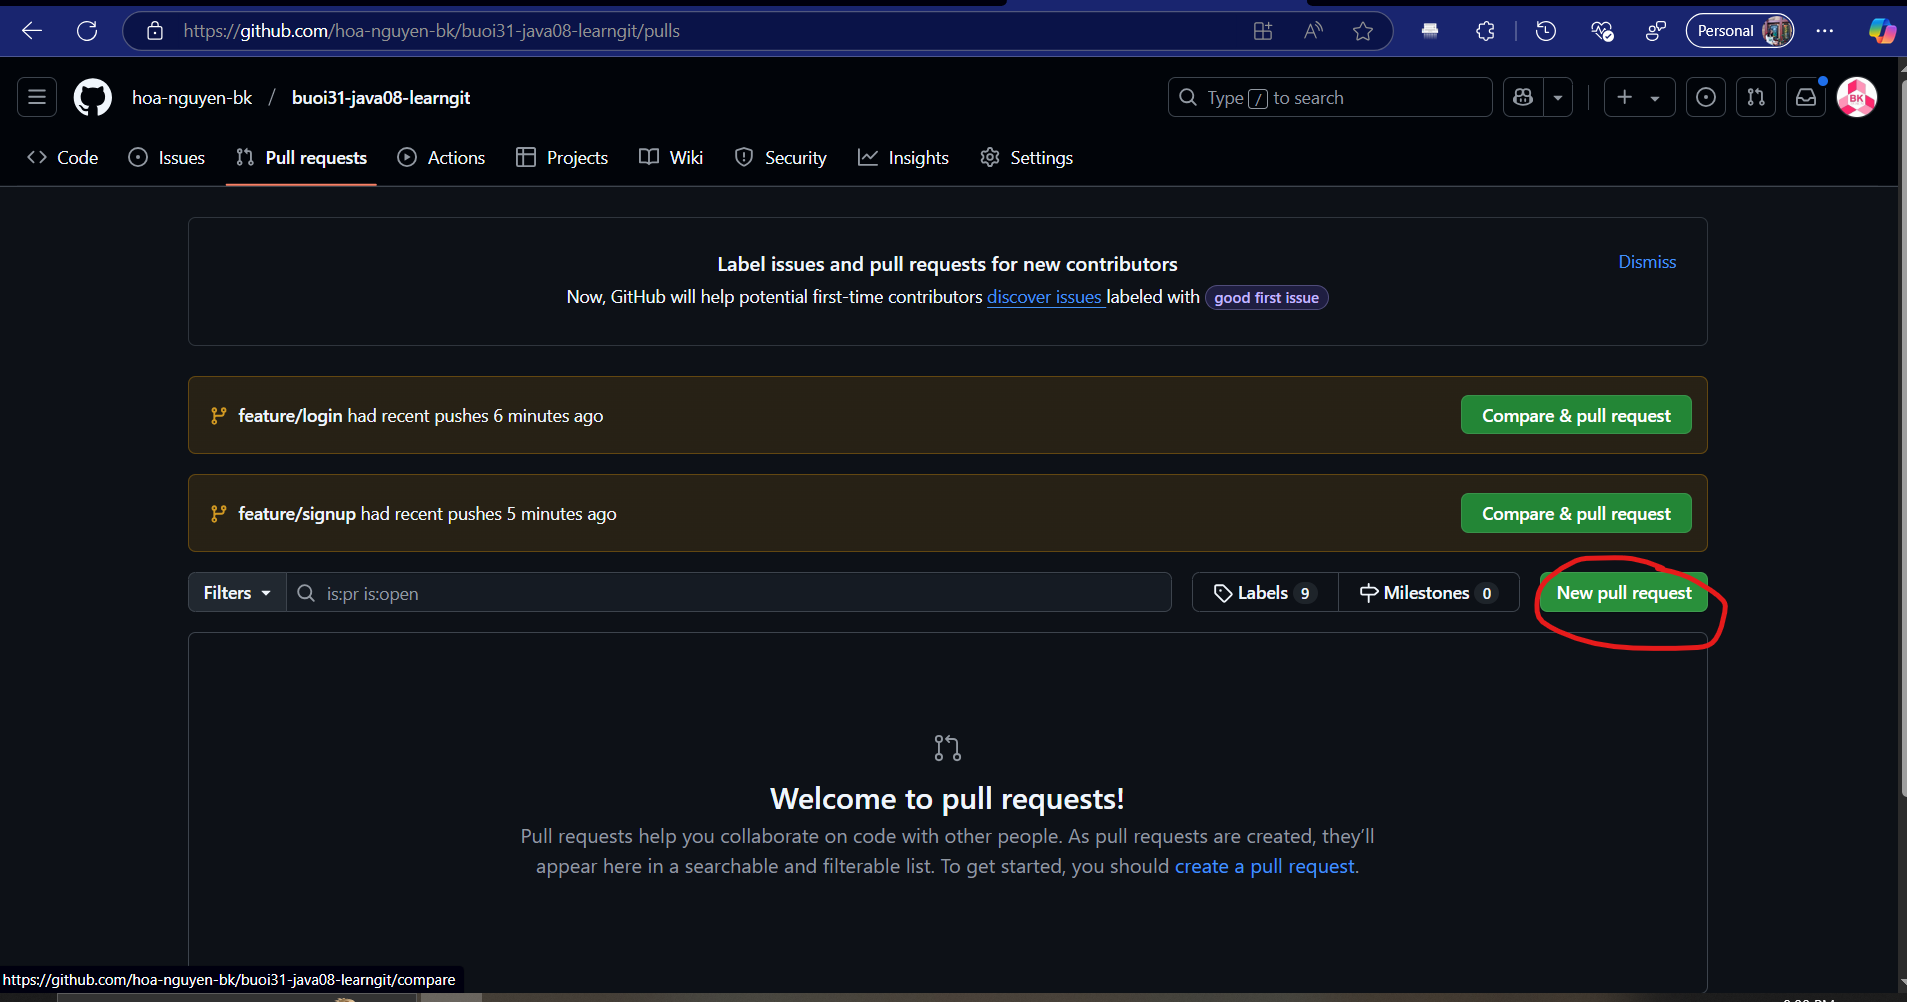 https://github.com/hoa-nguyen-bk/buoi31-java08-learngit/pulls
Personal
hoa-nguyen-bk / buoi31-java08-learngit
Type / to search
BK
Code Issues Pull requests Actions Projects Wiki Security Insights Settings
Label issues and pull requests for new contributors
Dismiss
Now, GitHub will help potential first-time contributors discover issues labeled with good first issue
feature/login had recent pushes 6 minutes ago
Compare & pull request
feature/signup had recent pushes 5 minutes ago
Compare & pull request
Filters is:pr is:open Labels 9 Milestones 0 New pull request
Welcome to pull requests!
Pull requests help you collaborate on code with other people. As pull requests are created, they’ll
appear here in a searchable and filterable list. To get started, you should create a pull request.
https://github.com/hoa-nguyen-bk/buoi31-java08-learngit/compare